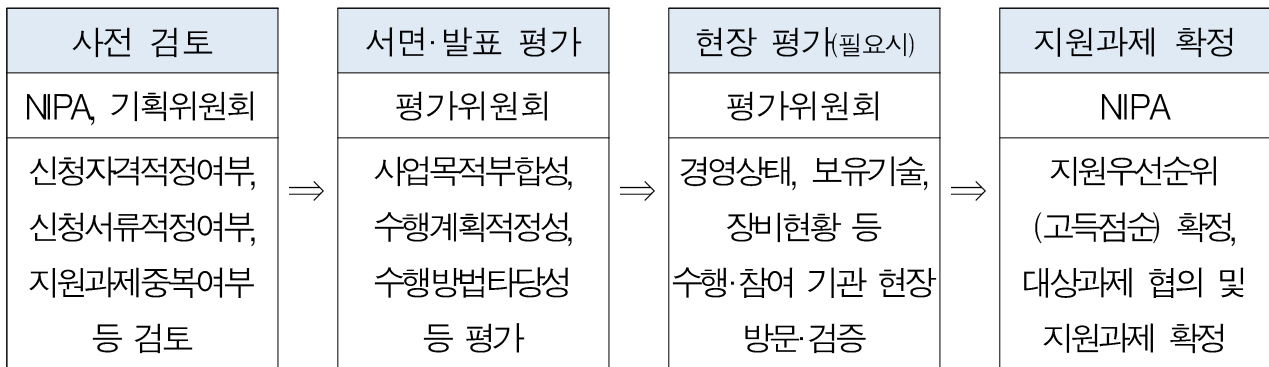 사전 검토
NIPA, 기획위원회
신청자격적정여부,
신청서류적정여부,
지원과제중복여부
등 검토
⇒
서면·발표 평가
평가위원회
사업목적부합성,
수행계획적정성,
수행방법타당성
등 평가
⇒
현장 평가(필요시)
평가위원회
경영상태, 보유기술,
장비현황 등
수행·참여 기관 현장
방문·검증
⇒
지원과제 확정
NIPA
지원우선순위
(고득점순) 확정,
대상과제 협의 및
지원과제 확정